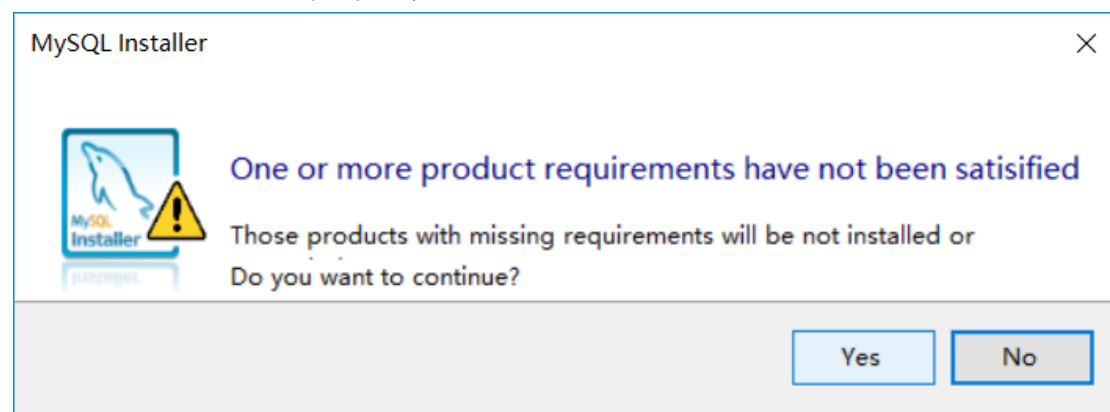 MySQL Installer
MySQL
Installer
One or more product requirements have not been satisified
Those products with missing requirements will be not installed or
Do you want to continue?
Yes
No